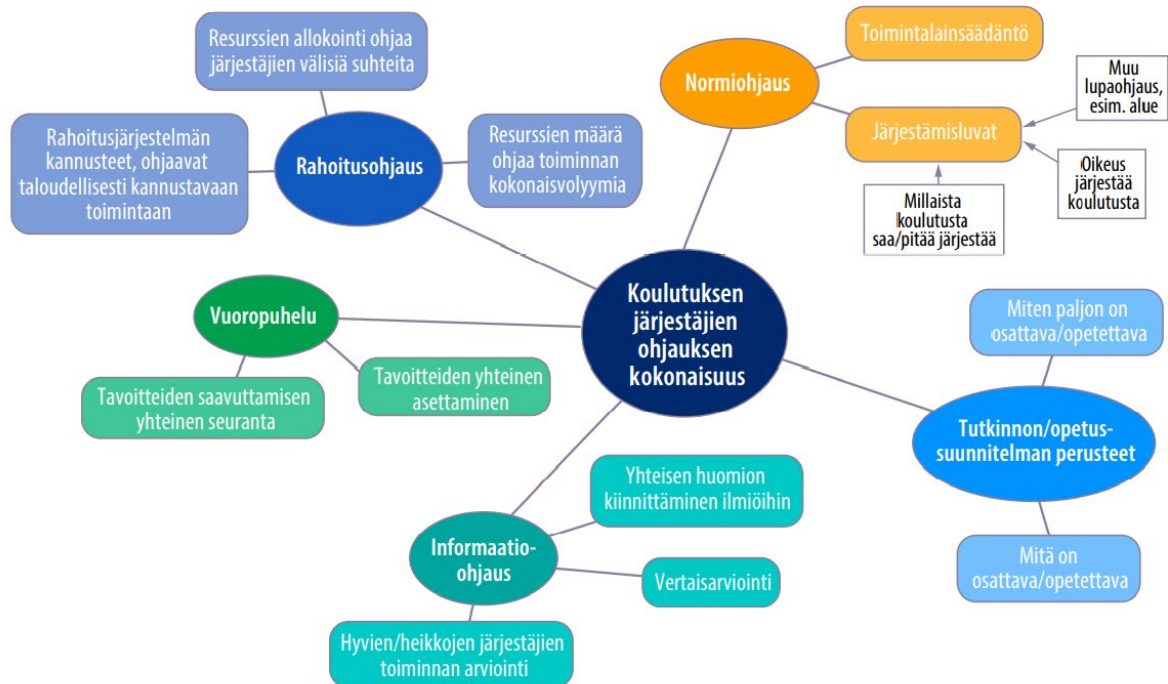 Resurssien allokointi ohjaa
järjestäjien välisiä suhteita
Rahoitusjärjestelmän
kannusteet, ohjaavat
taloudellisesti kannustavaan
toimintaan
Rahoitusohjaus
Resurssien määrä
ohjaa toiminnan
kokonaisvolyymia
Normiohjaus
Toimintalainsäädäntö
Järjestämisluvat
Muu
lupaohjaus,
esim. alue
Oikeus
järjestää
koulutusta
Millaista
koulutusta
saa/pitää järjestää
Koulutuksen
järjestäjien
ohjauksen
kokonaisuus
Vuoropuhelu
Tavoitteiden saavuttamisen
yhteinen seuranta
Tavoitteiden yhteinen
asettaminen
Miten paljon on
osattava/opetettava
Tutkinnon/opetus-
suunnitelman perusteet
Mitä on
osattava/opetettava
Informaatio-
ohjaus
Yhteisen huomion
kiinnittäminen ilmiöihin
Vertaisarviointi
Hyvien/heikkojen järjestäjien
toiminnan arviointi